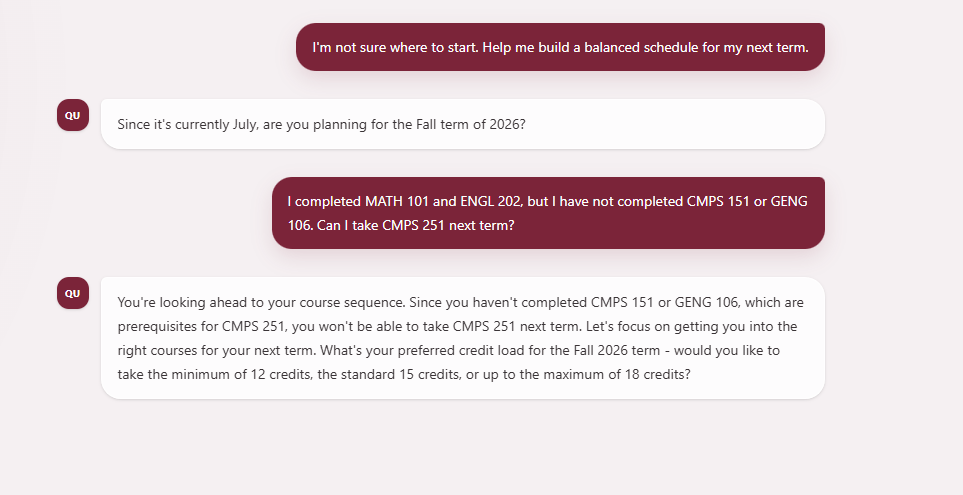 I'm not sure where to start. Help me build a balanced schedule for my next term.
QU
Since it's currently July, are you planning for the Fall term of 2026?
I completed MATH 101 and ENGL 202, but I have not completed CMPS 151 or GENG
106. Can I take CMPS 251 next term?
QU
You're looking ahead to your course sequence. Since you haven't completed CMPS 151 or GENG 106, which are
prerequisites for CMPS 251, you won't be able to take CMPS 251 next term. Let's focus on getting you into the
right courses for your next term. What's your preferred credit load for the Fall 2026 term - would you like to
take the minimum of 12 credits, the standard 15 credits, or up to the maximum of 18 credits?